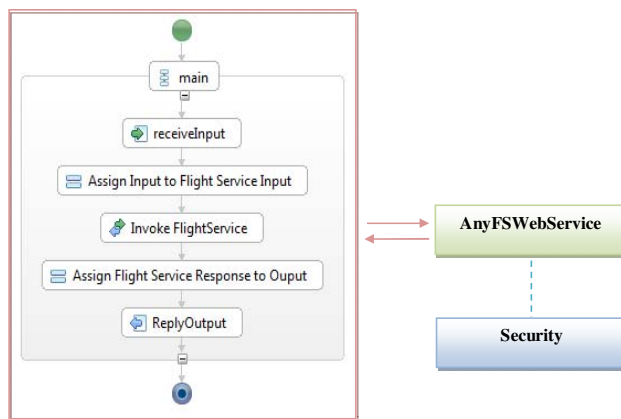 main
receiveInput
Assign Input to Flight Service Input
Invoke FlightService
Assign Flight Service Response to Ouput
ReplyOutput
AnyFSWebService
Security